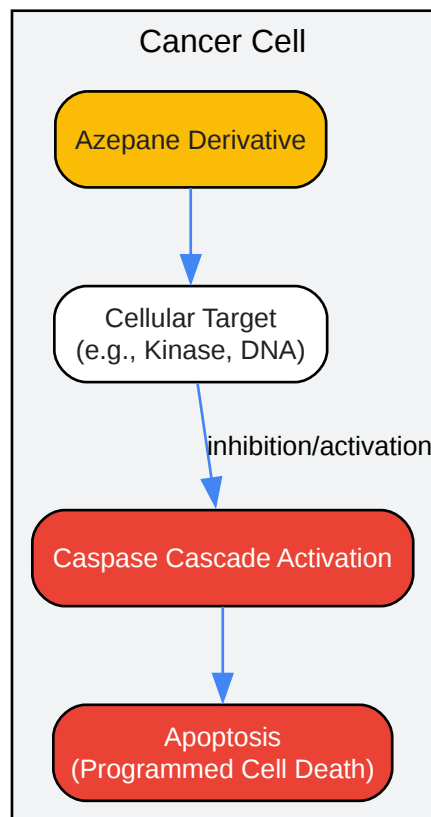 Cancer Cell
Azepane Derivative
Cellular Target
(e.g., Kinase, DNA)
inhibition/activation
Caspase Cascade Activation
Apoptosis
(Programmed Cell Death)